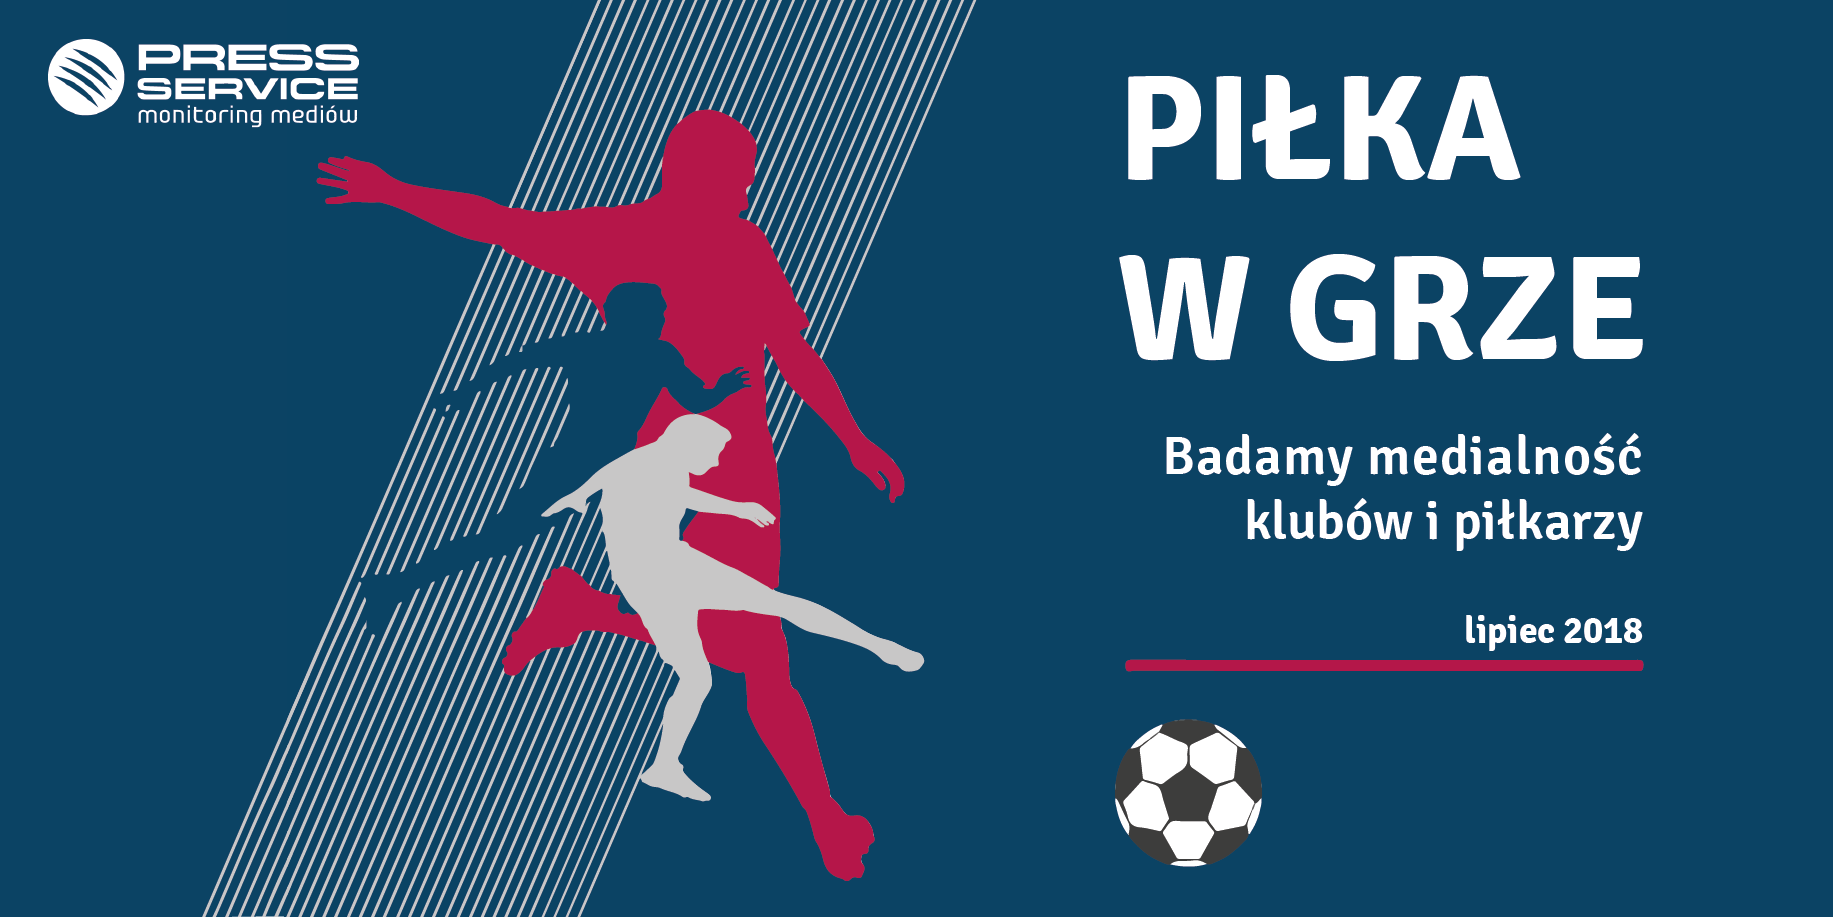 PRESS
SERVICE
monitoring mediów
PIŁKA
W GRZE
Badamy medialność
klubów i piłkarzy
lipiec 2018